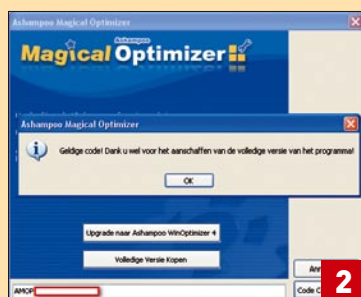 Ashampoo Magical Optimizer
Ashampoo
Magical Optimizer
Ashampoo Magical Optimizer
Geldige code! Dank u wel voor het aanschaffen van de volledige versie van het programma!
OK
Upgrade naar Ashampoo WinOptimizer 4
Volledige Versie Kopen
AMOP
Code
2